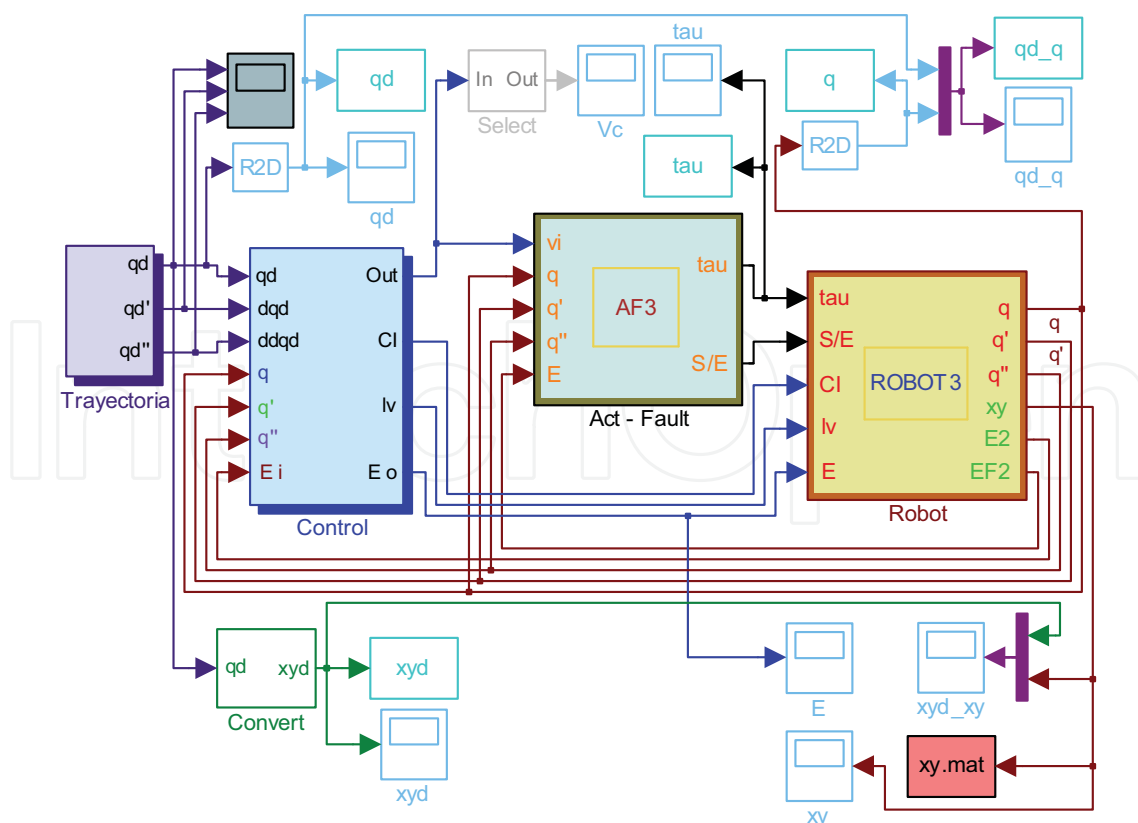 tau
qd
In Out
Select
Vc
q
qd_q
R2D
qd
tau
R2D
qd_q
qd
qd'
qd"
Trayectoria
qd
dqd
ddqd
q
q'
q"
E i
Out
CI
Iv
E o
Control
vi
q
q'
q"
E
AF3
tau
S/E
Act - Fault
tau
S/E
CI
Iv
E
ROBOT 3
q
q'
q"
xy
E2
EF2
Robot
q
q'
qd
xyd
Convert
xyd
xyd
E
xyd_xy
xy.mat
xv